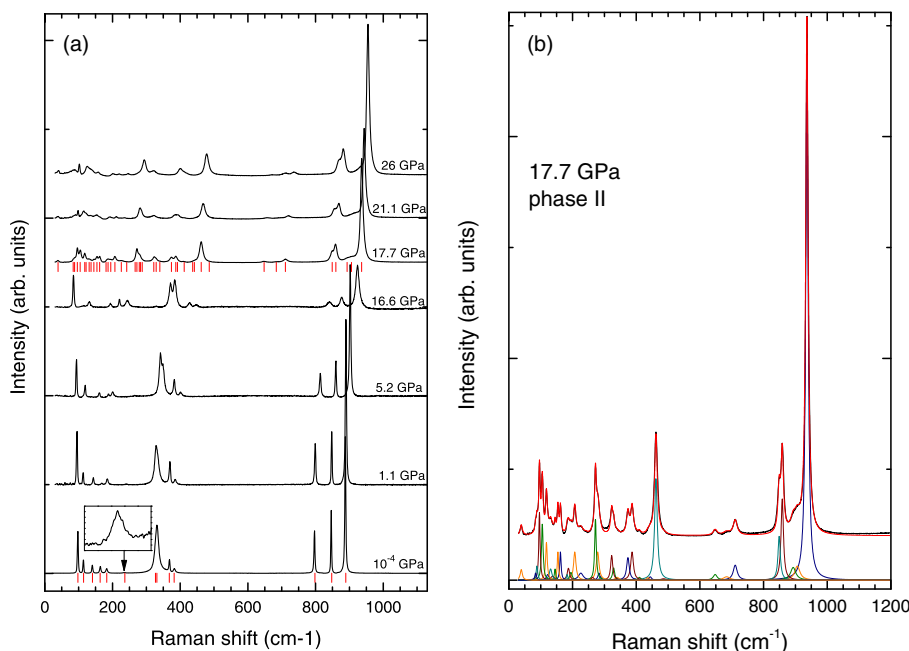 (a)
26 GPa
21.1 GPa
17.7 GPa
16.6 GPa
5.2 GPa
1.1 GPa
10-4 GPa
Intensity (arb. units)
0 200 400 600 800 1000
Raman shift (cm-1)
(b)
17.7 GPa
phase II
Intensity (arb. units)
0 200 400 600 800 1000 1200
Raman shift (cm-1)